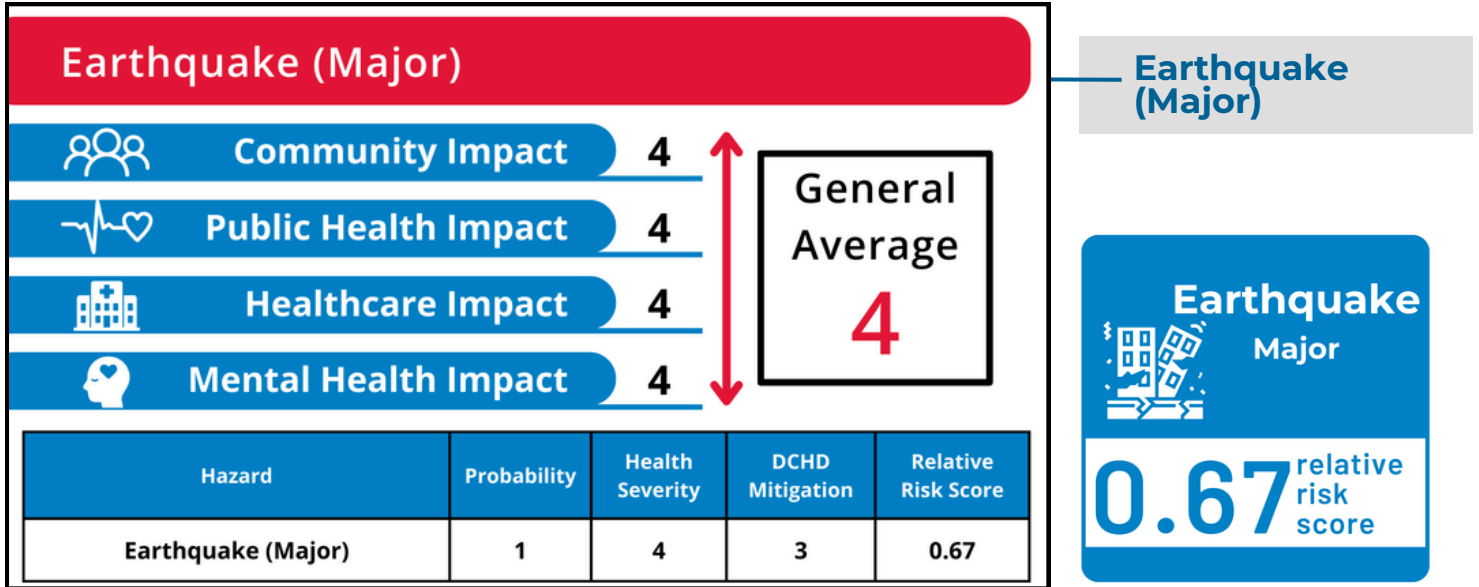 Earthquake (Major)
Community Impact 4
Public Health Impact 4
Healthcare Impact 4
Mental Health Impact 4
General
Average
4
Hazard Probability Health Severity DCHD Mitigation Relative Risk Score
Earthquake (Major) 1 4 3 0.67
Earthquake
(Major)
Earthquake
Major
0.67 relative
risk
score